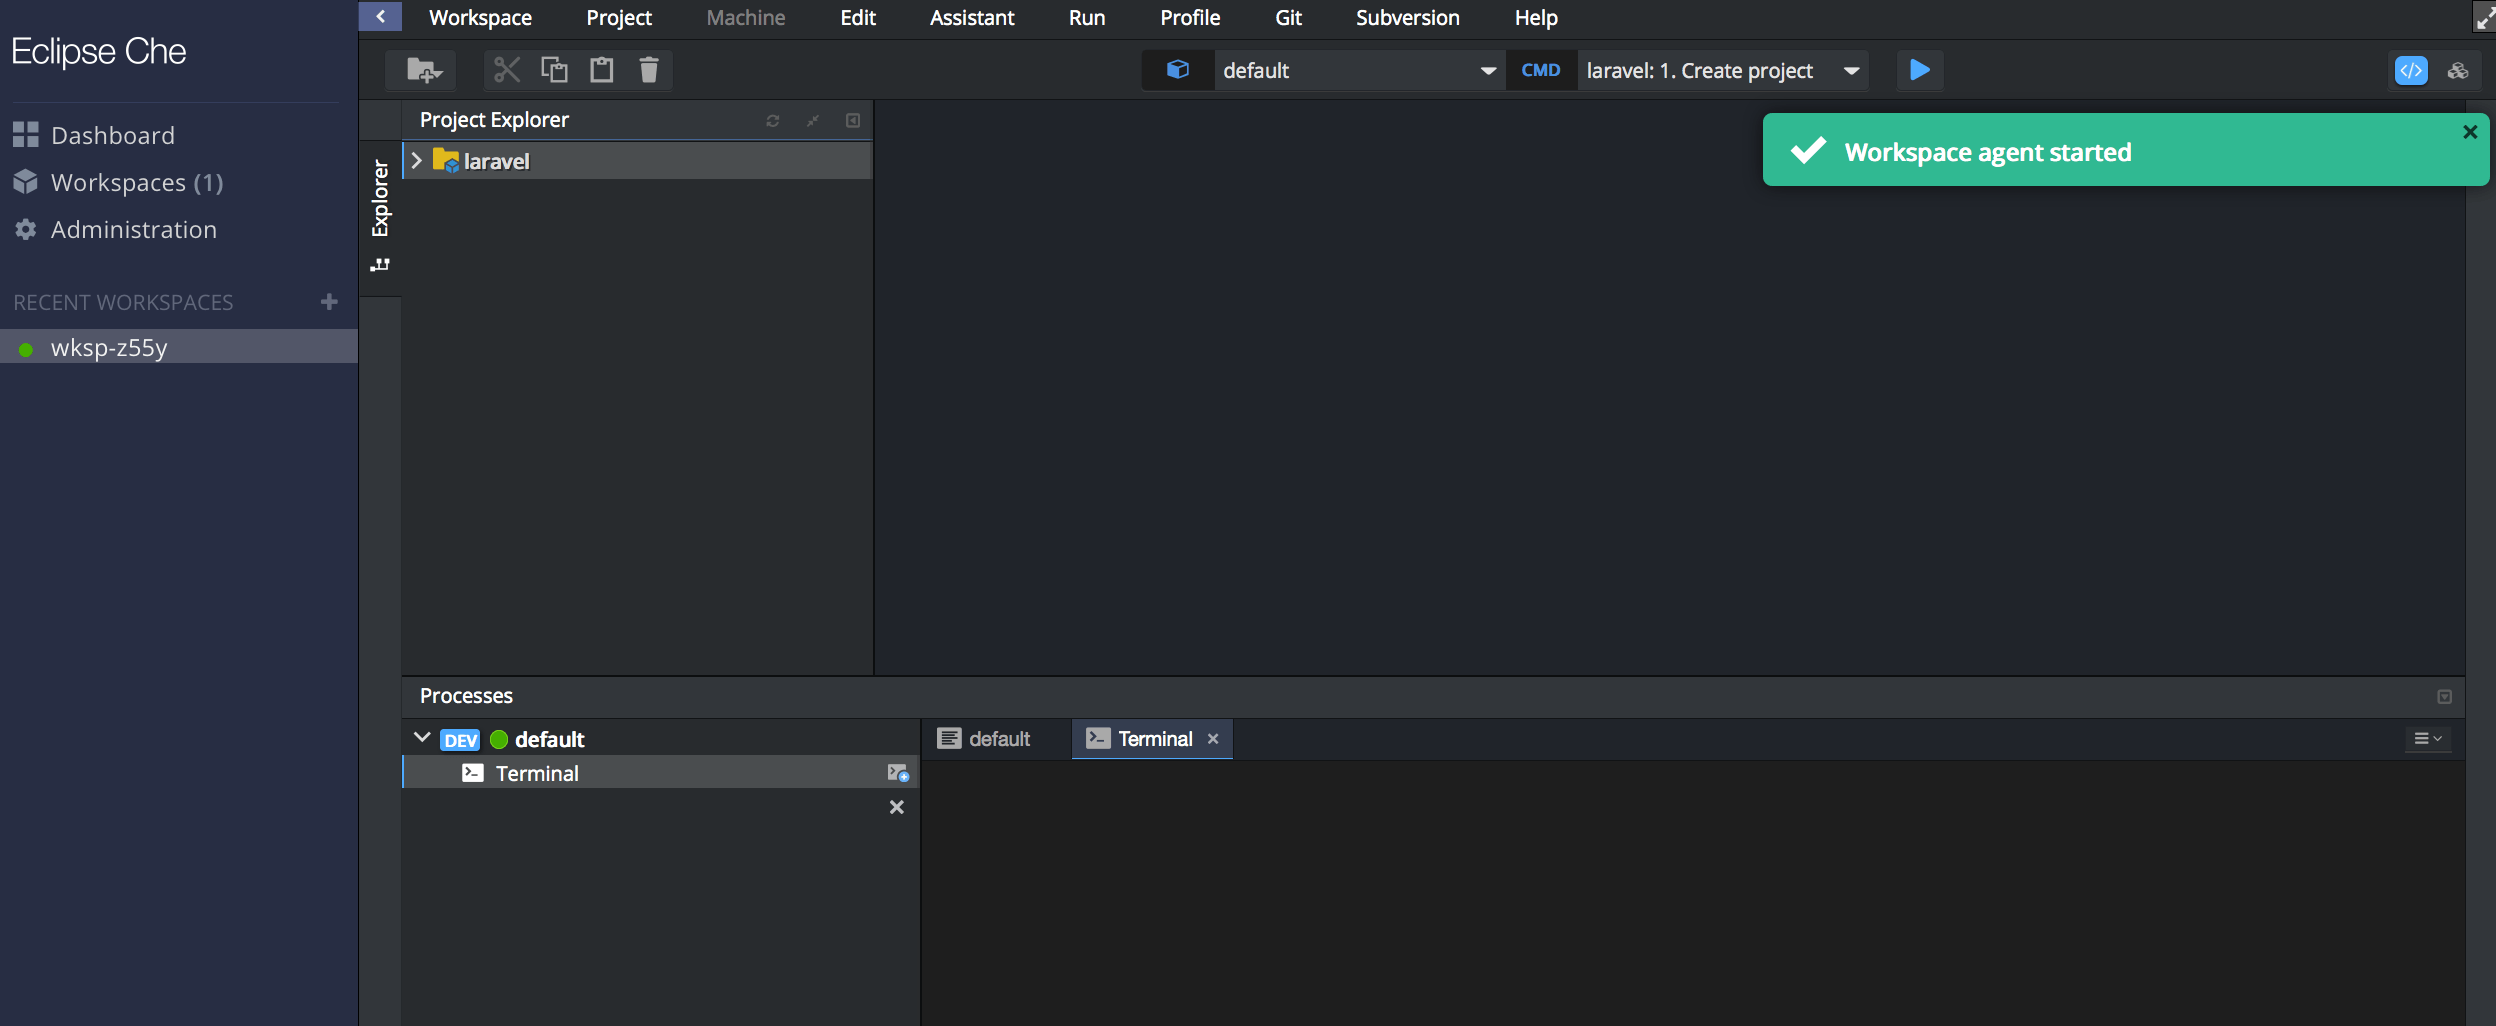 Eclipse Che
Dashboard
Workspaces (1)
Administration
RECENT WORKSPACES
wksp-z55y
Workspace Project Machine Edit Assistant Run Profile Git Subversion Help
default CMD laravel: 1. Create project
Project Explorer
Explorer
laravel
Workspace agent started
Processes
DEV default
Terminal
default Terminal